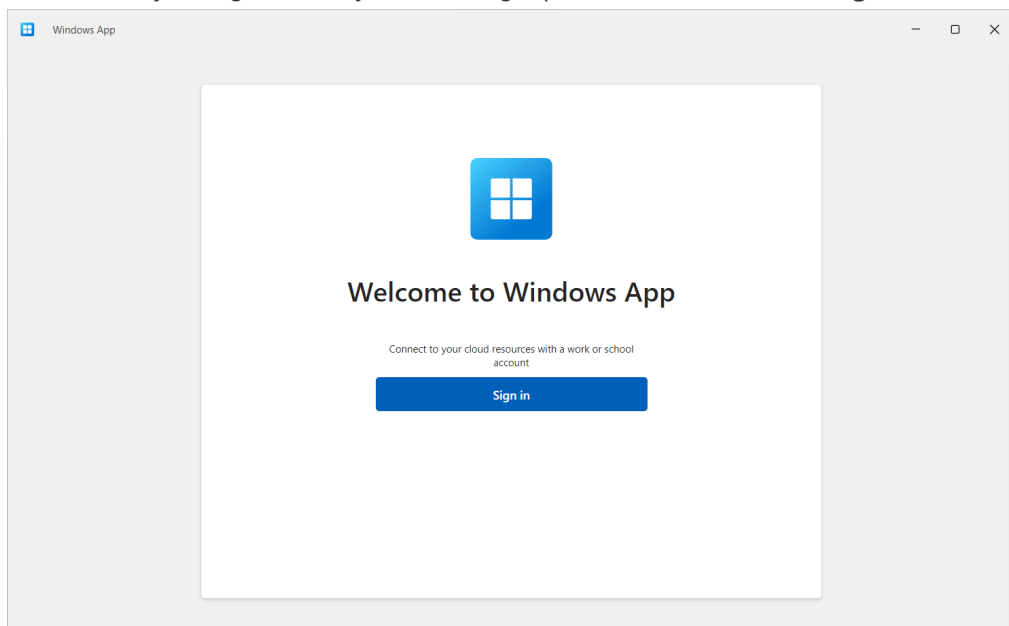 Windows App
Welcome to Windows App
Connect to your cloud resources with a work or school
account
Sign in